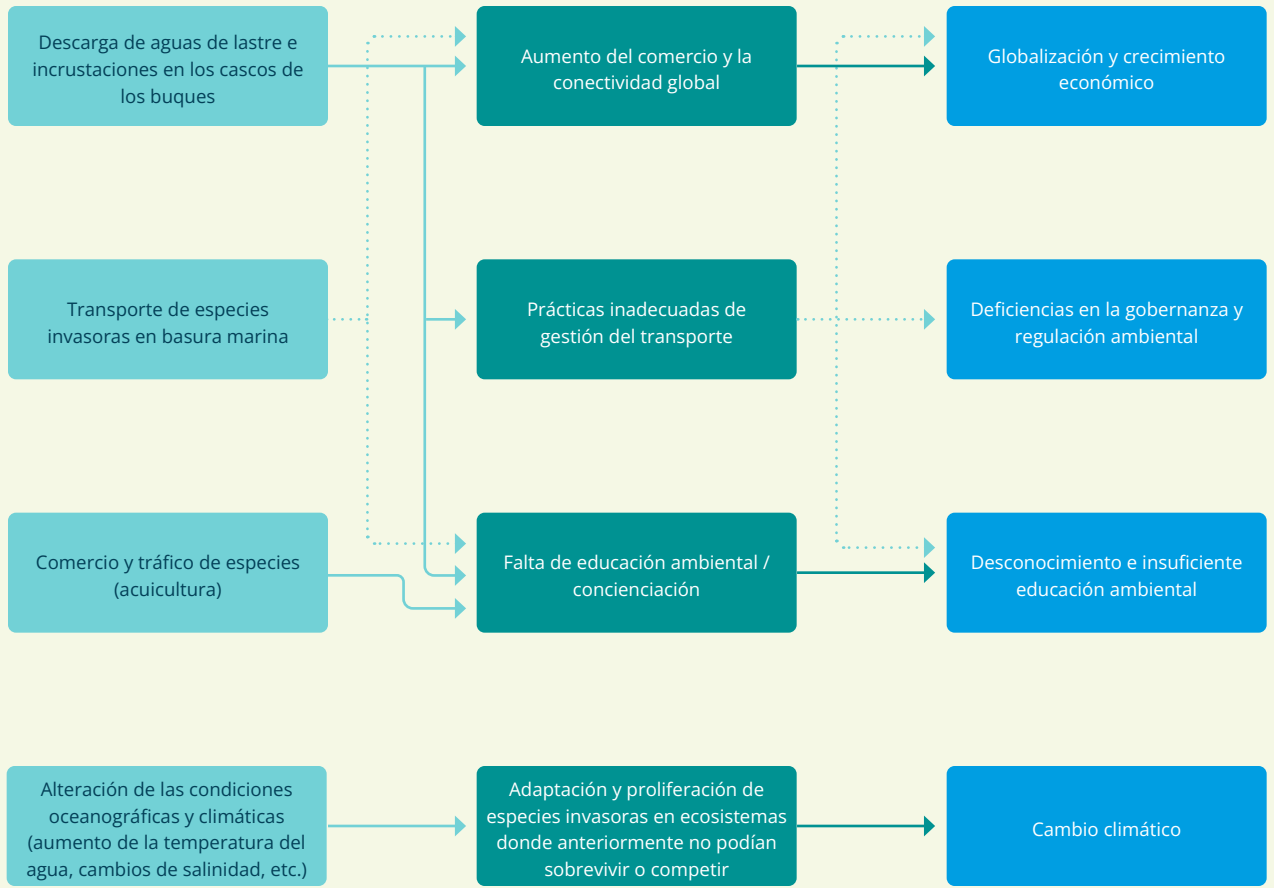 Descarga de aguas de lastre e
incrustaciones en los cascos de
los buques
Aumento del comercio y la
conectividad global
Globalización y crecimiento
económico
Transporte de especies
invasoras en basura marina
Prácticas inadecuadas de
gestión del transporte
Deficiencias en la gobernanza y
regulación ambiental
Comercio y tráfico de especies
(acuicultura)
Falta de educación ambiental /
concienciación
Desconocimiento e insuficiente
educación ambiental
Alteración de las condiciones
oceanográficas y climáticas
(aumento de la temperatura del
agua, cambios de salinidad, etc.)
Adaptación y proliferación de
especies invasoras en ecosistemas
donde anteriormente no podían
sobrevivir o competir
Cambio climático